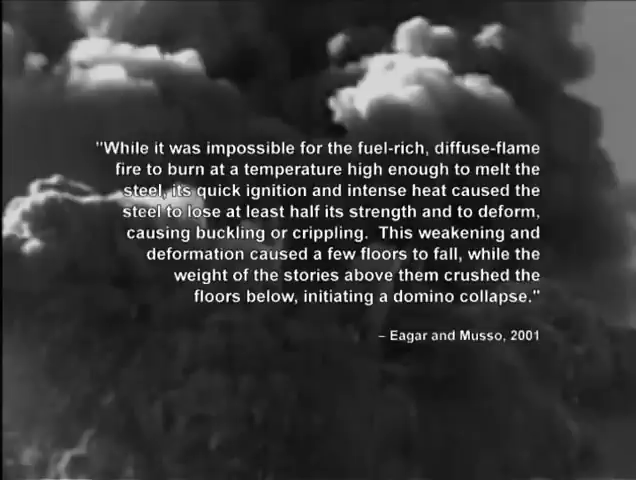 "While it was impossible for the fuel-rich, diffuse-flame
fire to burn at a temperature high enough to melt the
steel, its quick ignition and intense heat caused the
steel to lose at least half its strength and to deform,
causing buckling or crippling.  This weakening and
deformation caused a few floors to fall, while the
weight of the stories above them crushed the
floors below, initiating a domino collapse."
– Eagar and Musso, 2001